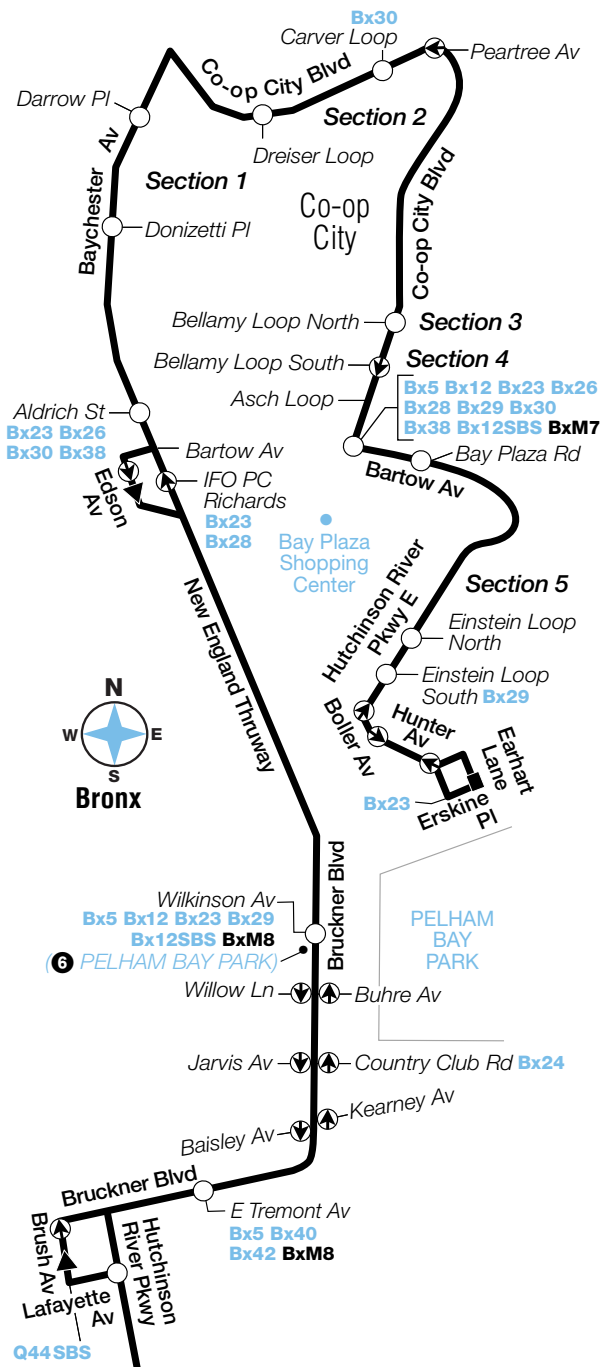 Bx30
Carver Loop
Peartree Av
Co-op City Blvd
Darrow Pl
Section 2
Dreiser Loop
Baychester
Av
Section 1
Co-op City Blvd
Co-op
City
Donizetti Pl
Bellamy Loop North
Section 3
Bellamy Loop South
Section 4
Asch Loop
Bx5 Bx12 Bx23 Bx26
Bx28 Bx29 Bx30
Bx38 Bx12SBS BxM7
Aldrich St
Bx23 Bx26
Bx30 Bx38
Bartow Av
Bay Plaza Rd
Bartow Av
Edson
Av
IFO PC
Richards
Bx23
Bx28
Bay Plaza
Shopping
Center
New England Thruway
Hutchinson River
Pkwy E
Section 5
Einstein Loop
North
Einstein Loop
South Bx29
N
W
E
S
Bronx
Boller Av
Hunter
Av
Earhart
Lane
Bx23
Erskine
Pl
Bruckner Blvd
Wilkinson Av
Bx5 Bx12 Bx23 Bx29
Bx12SBS BxM8
(6 PELHAM BAY PARK)
PELHAM
BAY
PARK
Willow Ln
Buhre Av
Jarvis Av
Country Club Rd Bx24
Kearney Av
Baisley Av
Bruckner Blvd
E Tremont Av
Bx5 Bx40
Bx42 BxM8
Brush Av
Hutchinson
River Pkwy
Lafayette
Av
Q44SBS